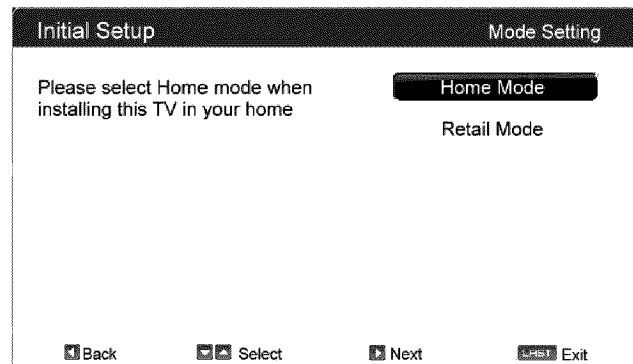 Initial Setup
Mode Setting
Please select Home mode when
installing this TV in your home
Home Mode
Retail Mode
Back
Select
Next
LAST Exit